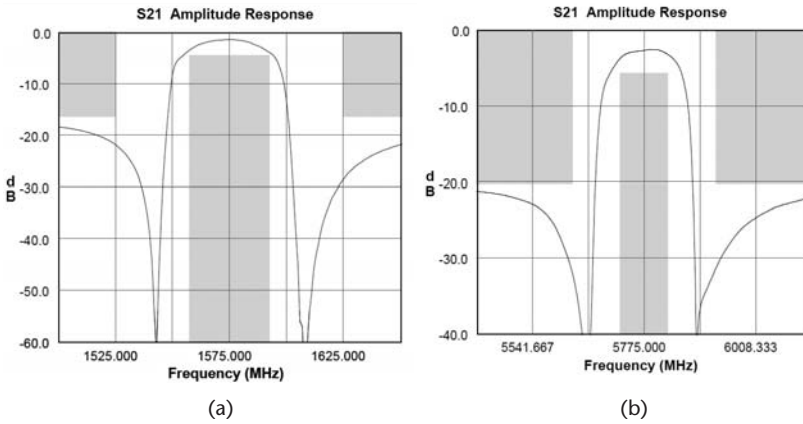 S21 Amplitude Response
0.0
-10.0
-20.0
-30.0
-40.0
-50.0
-60.0
d
B
1525.000
1575.000
1625.000
Frequency (MHz)
(a)
S21 Amplitude Response
0.0
-10.0
-20.0
-30.0
-40.0
d
B
5541.667
5775.000
6008.333
Frequency (MHz)
(b)